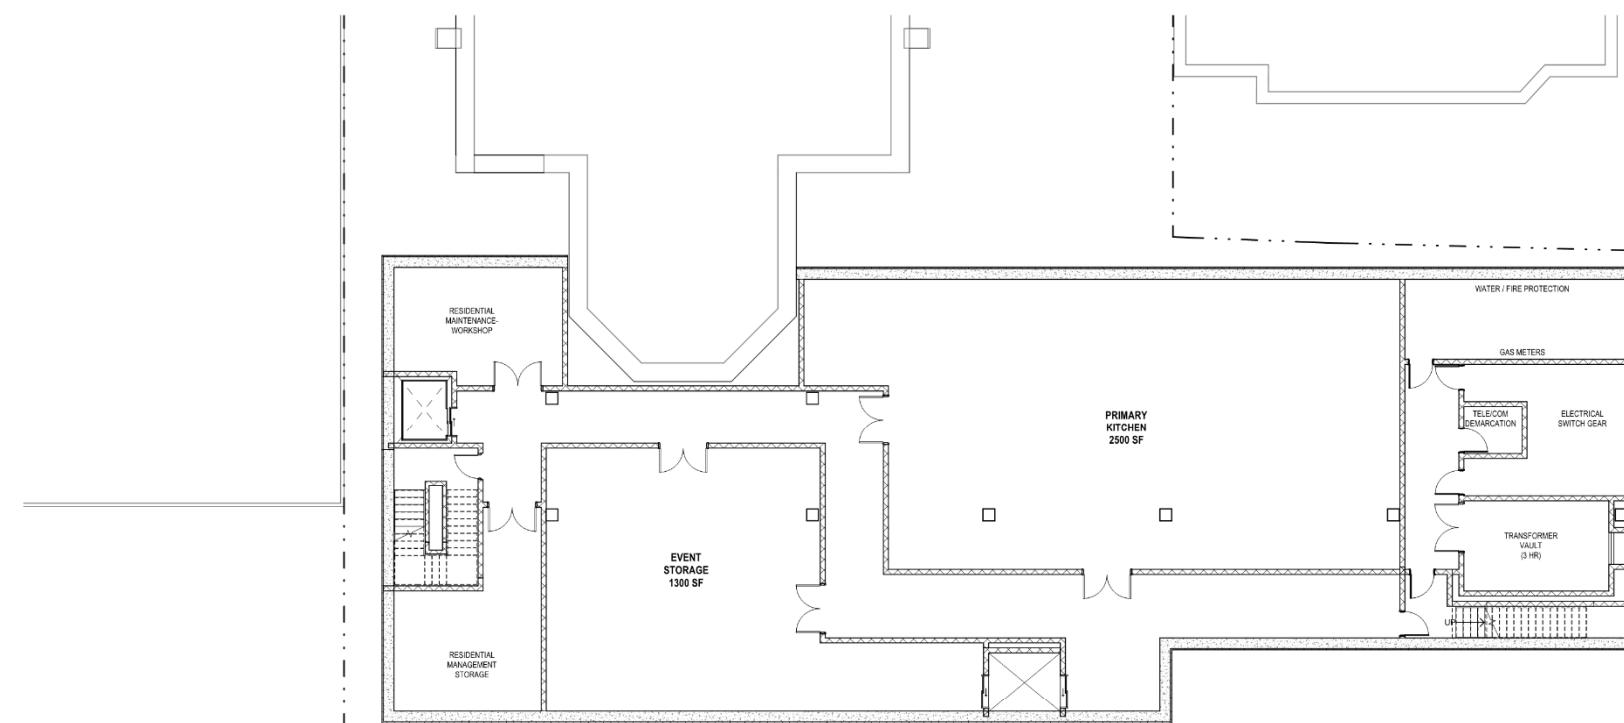 WATER / FIRE PROTECTION
RESIDENTIAL
MAINTENANCE-
WORKSHOP
GAS METERS
PRIMARY
KITCHEN
2500 SF
TELE/COM
DEMARCATION
ELECTRICAL
SWITCH GEAR
EVENT
STORAGE
1300 SF
TRANSFORMER
VAULT
(3 HR)
UP
RESIDENTIAL
MANAGEMENT
STORAGE